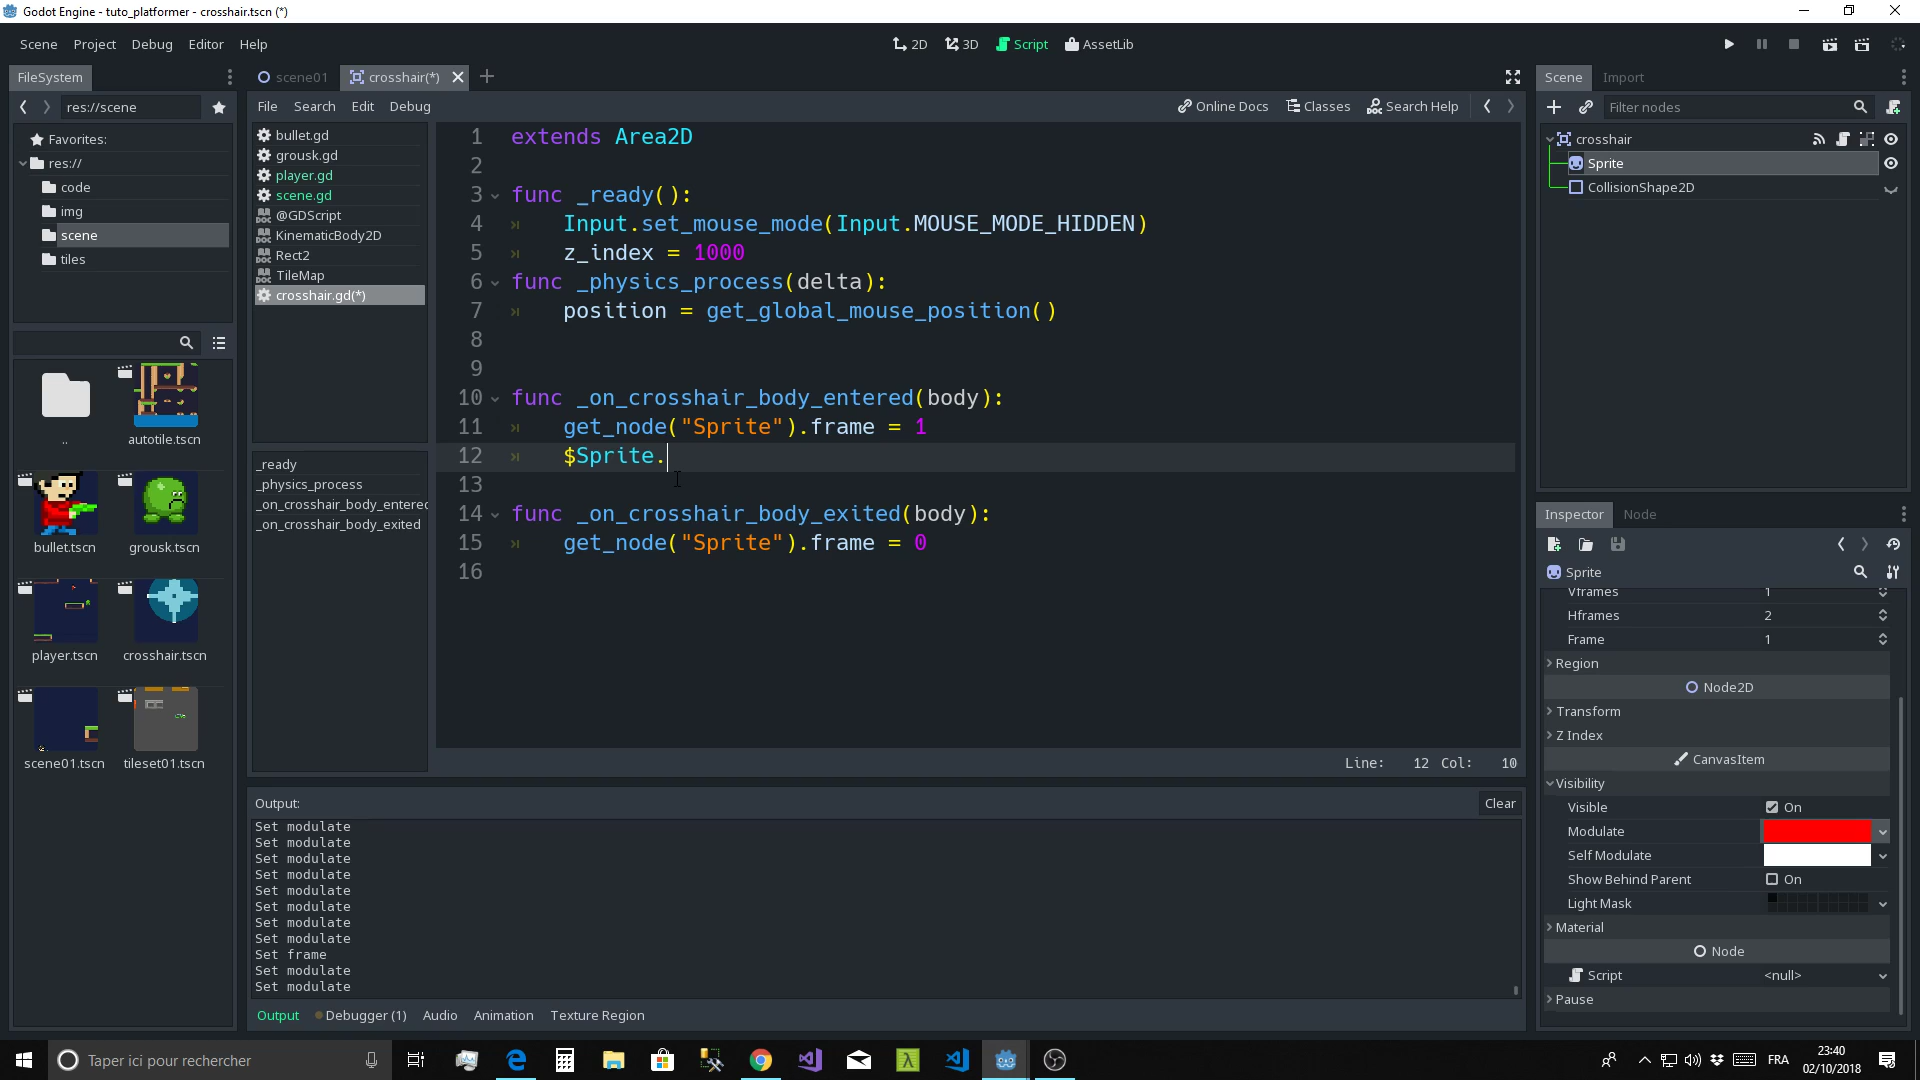 Godot Engine - tuto_platformer - crosshair.tscn (*)
Scene Project Debug Editor Help
2D 3D Script AssetLib
FileSystem
scene01 crosshair(*)
Scene Import
res://scene
File Search Edit Debug
Online Docs Classes Search Help
Filter nodes
Favorites:
res://
code
img
scene
tiles
..
autotile.tscn
bullet.tscn
grousk.tscn
player.tscn
crosshair.tscn
scene01.tscn
tileset01.tscn
bullet.gd
grousk.gd
player.gd
scene.gd
@GDScript
KinematicBody2D
Rect2
TileMap
crosshair.gd(*)
_ready
_physics_process
_on_crosshair_body_entered
_on_crosshair_body_exited
1 extends Area2D
2
3 func _ready():
4 Input.set_mouse_mode(Input.MOUSE_MODE_HIDDEN)
5 z_index = 1000
6 func _physics_process(delta):
7 position = get_global_mouse_position()
8
9
10 func _on_crosshair_body_entered(body):
11 get_node("Sprite").frame = 1
12 $Sprite.
13
14 func _on_crosshair_body_exited(body):
15 get_node("Sprite").frame = 0
16
Line: 12 Col: 10
Output:
Clear
Set modulate
Set modulate
Set modulate
Set modulate
Set modulate
Set modulate
Set modulate
Set modulate
Set frame
Set modulate
Set modulate
Output Debugger (1) Audio Animation Texture Region
crosshair
Sprite
CollisionShape2D
Inspector Node
Sprite
Vframes 1
Hframes 2
Frame 1
Region
Node2D
Transform
Z Index
CanvasItem
Visibility
Visible On
Modulate
Self Modulate
Show Behind Parent On
Light Mask
Material
Node
Script <null>
Pause
Taper ici pour rechercher
FRA
23:40
02/10/2018